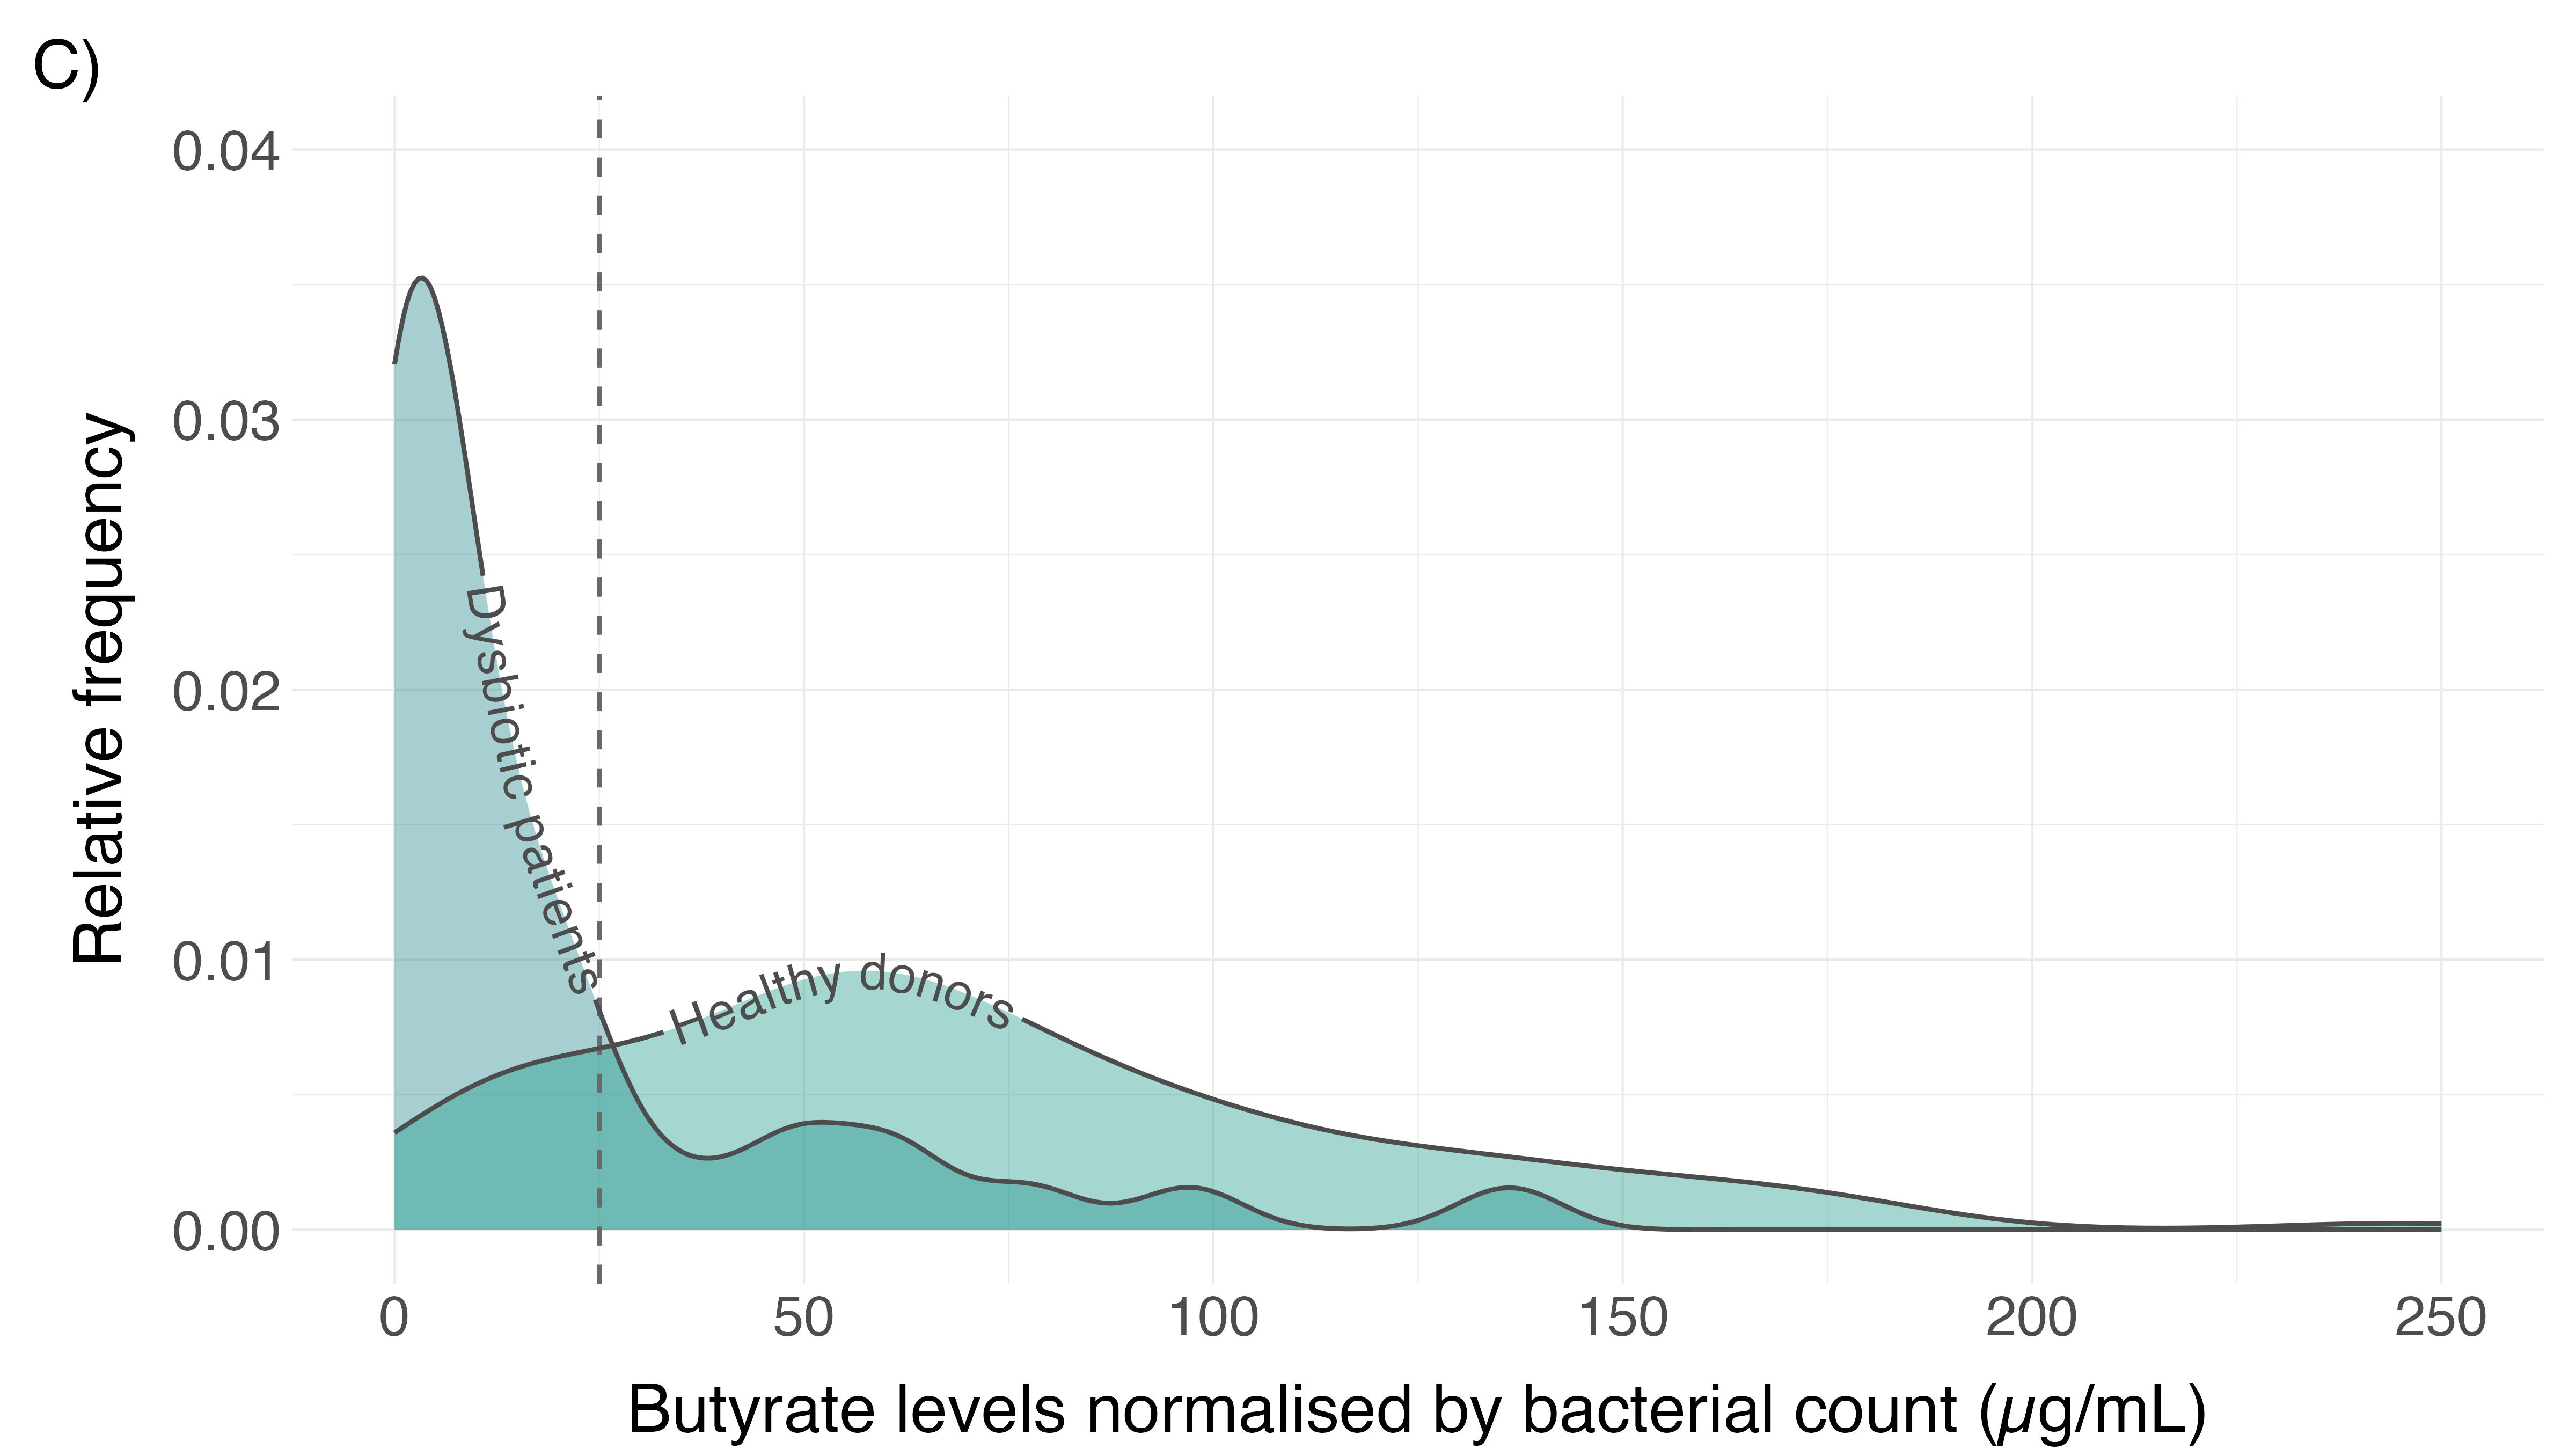 C)
Relative frequency
0.04
0.03
0.02
0.01
0.00
Dysbiotic patients
Healthy donors
0 50 100 150 200 250
Butyrate levels normalised by bacterial count (µg/mL)